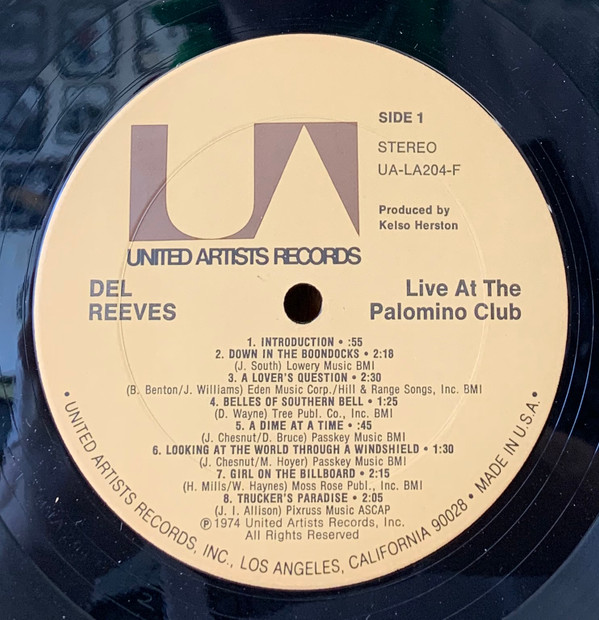 UA
SIDE 1
STEREO
UA-LA204-F
Produced by
Kelso Herston
UNITED ARTISTS RECORDS
DEL
REEVES
Live At The
Palomino Club
1. INTRODUCTION • :55
2. DOWN IN THE BOONDOCKS • 2:18
(J. South) Lowery Music BMI
3. A LOVER'S QUESTION • 2:30
(B. Benton/J. Williams) Eden Music Corp./Hill & Range Songs, Inc. BMI
4. BELLES OF SOUTHERN BELL • 1:25
(D. Wayne) Tree Publ. Co., Inc. BMI
5. A DIME AT A TIME • :45
(J. Chesnut/D. Bruce) Passkey Music BMI
6. LOOKING AT THE WORLD THROUGH A WINDSHIELD • 1:30
(J. Chesnut/M. Hoyer) Passkey Music BMI
7. GIRL ON THE BILLBOARD • 2:15
(H. Mills/W. Haynes) Moss Rose Publ., Inc. BMI
8. TRUCKER'S PARADISE • 2:05
(J. I. Allison) Pixruss Music ASCAP
℗ 1974 United Artists Records, Inc.
All Rights Reserved
• UNITED ARTISTS RECORDS, INC., LOS ANGELES, CALIFORNIA 90028 • MADE IN U.S.A. •